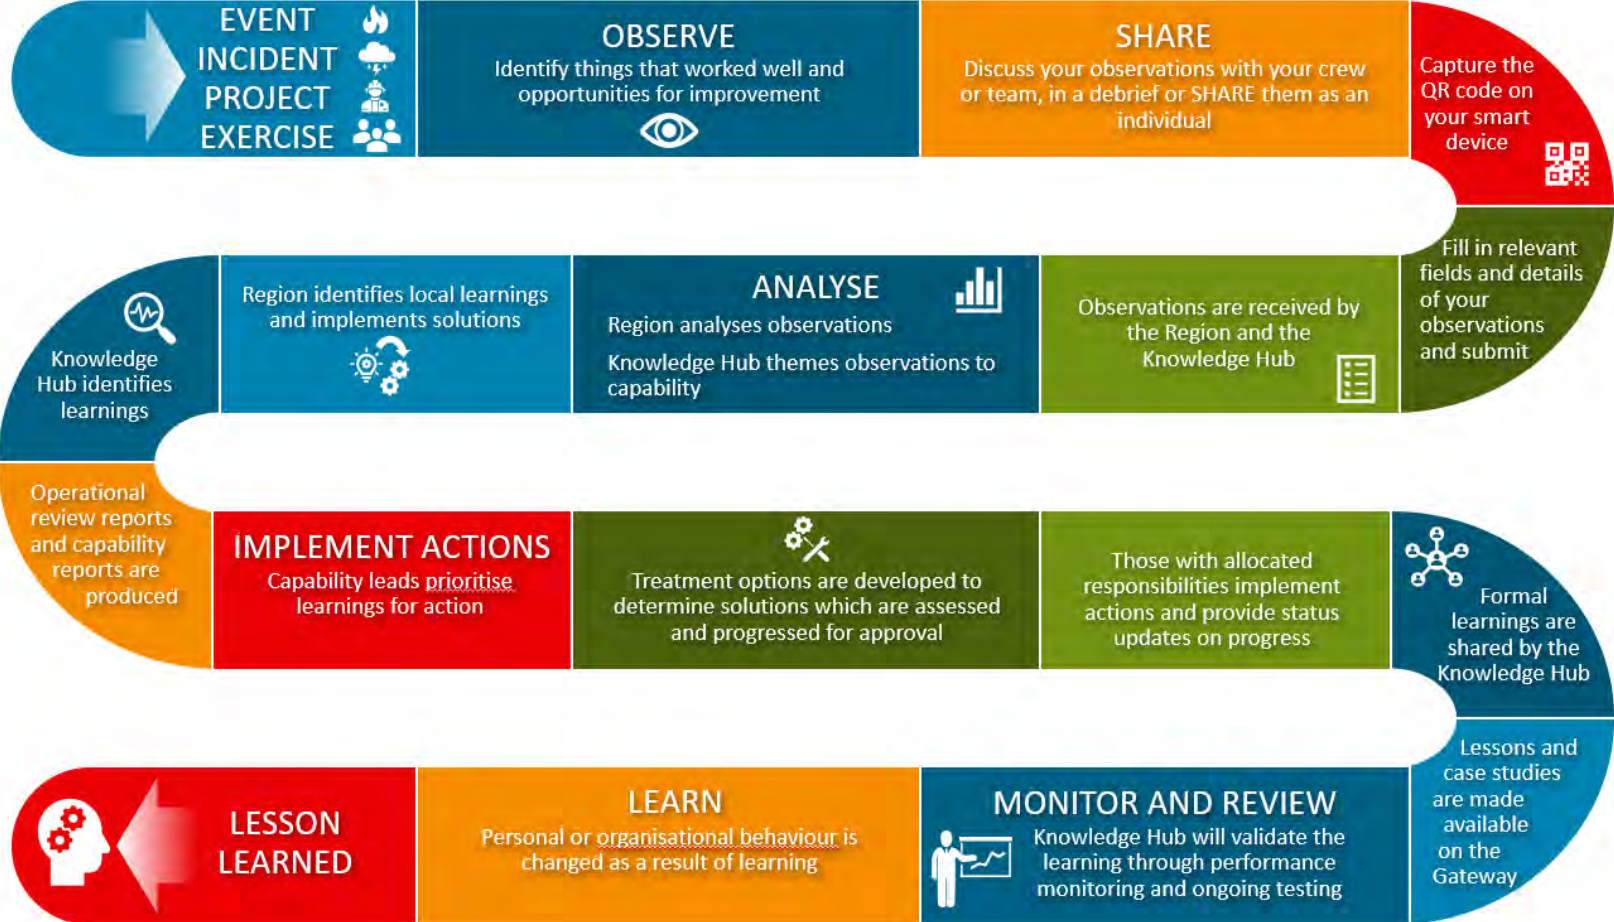 EVENT
INCIDENT
PROJECT
EXERCISE
OBSERVE
Identify things that worked well and
opportunities for improvement
SHARE
Discuss your observations with your crew
or team, in a debrief or SHARE them as an
individual
Capture the
QR code on
your smart
device
Fill in relevant
fields and details
of your
observations
and submit
Observations are received by
the Region and the
Knowledge Hub
ANALYSE
Region analyses observations
Knowledge Hub themes observations to
capability
Region identifies local learnings
and implements solutions
Knowledge
Hub identifies
learnings
Operational
review reports
and capability
reports are
produced
IMPLEMENT ACTIONS
Capability leads prioritise
learnings for action
Treatment options are developed to
determine solutions which are assessed
and progressed for approval
Those with allocated
responsibilities implement
actions and provide status
updates on progress
Formal
learnings are
shared by the
Knowledge Hub
Lessons and
case studies
are made
available
on the
Gateway
MONITOR AND REVIEW
Knowledge Hub will validate the
learning through performance
monitoring and ongoing testing
LEARN
Personal or organisational behaviour is
changed as a result of learning
LESSON
LEARNED